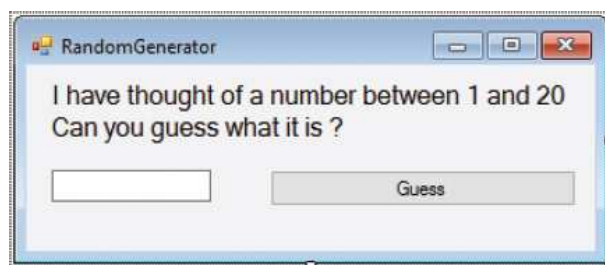 RandomGenerator
I have thought of a number between 1 and 20
Can you guess what it is ?
Guess